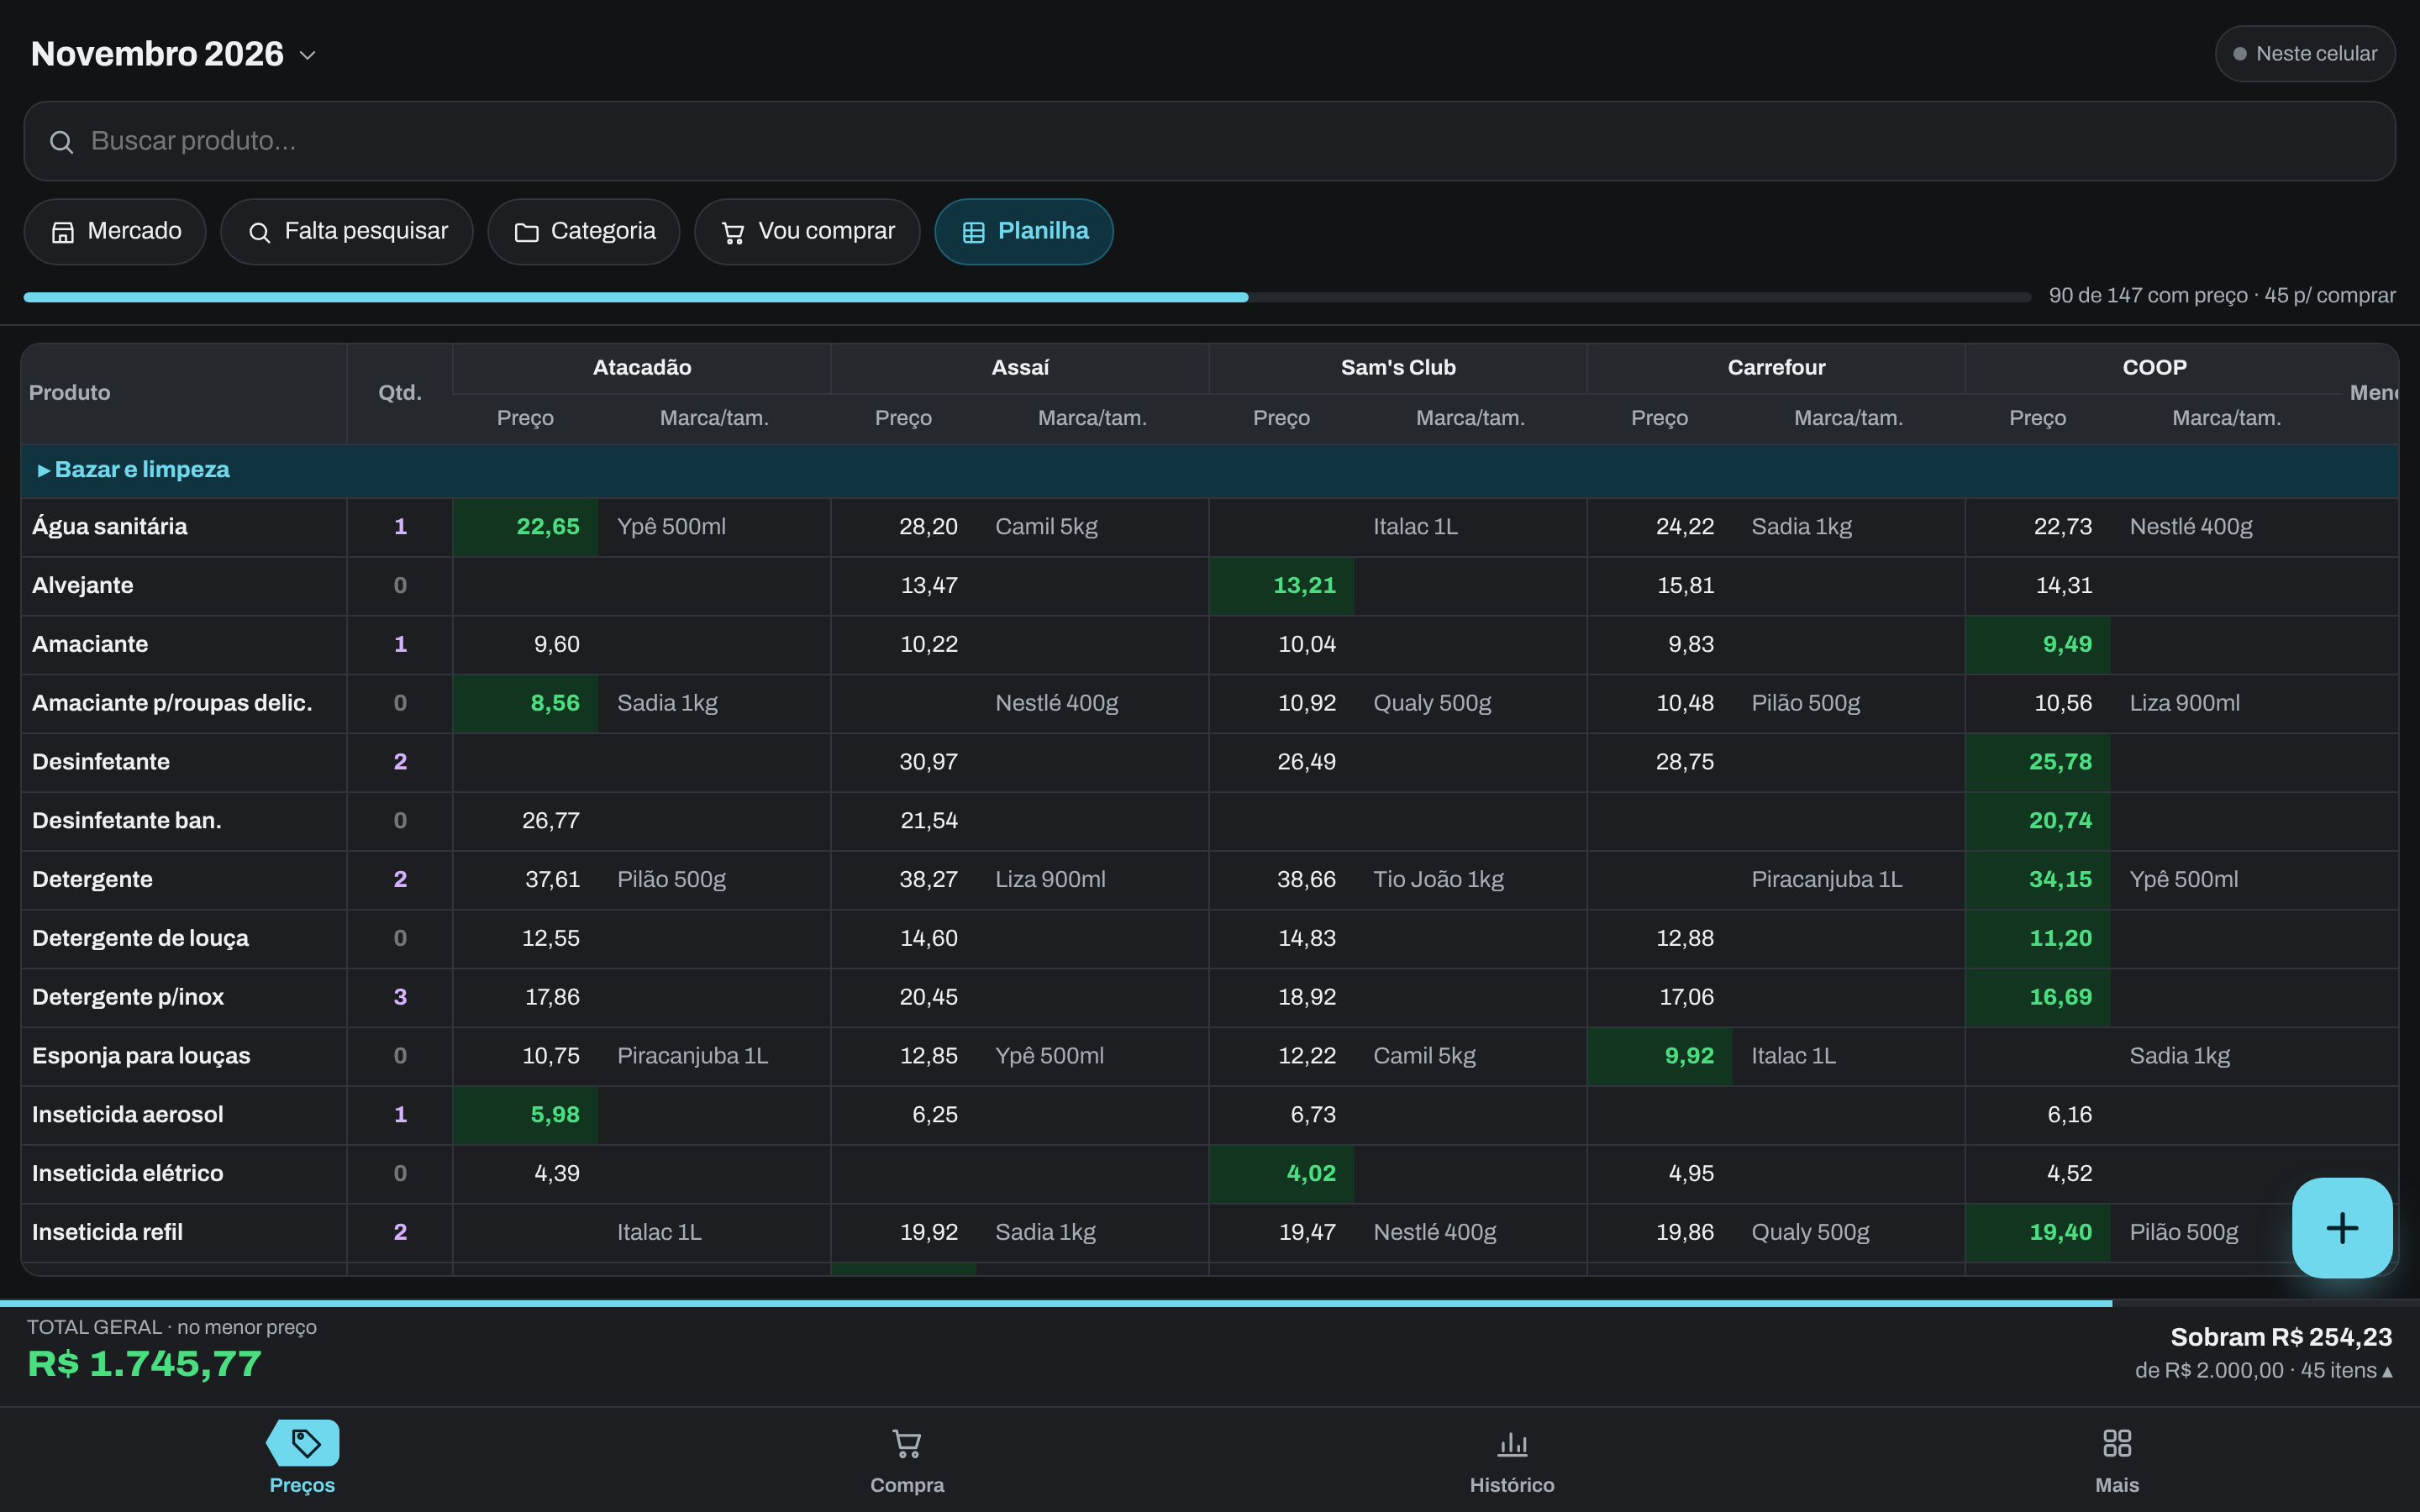 Novembro 2026
Neste celular
Buscar produto...
Mercado Falta pesquisar Categoria Vou comprar Planilha
90 de 147 com preço · 45 p/ comprar
Produto Qtd. Atacadão Assaí Sam's Club Carrefour COOP
Preço Marca/tam. Preço Marca/tam. Preço Marca/tam. Preço Marca/tam. Preço Marca/tam.
▸ Bazar e limpeza
Água sanitária 1 22,65 Ypê 500ml 28,20 Camil 5kg Italac 1L 24,22 Sadia 1kg 22,73 Nestlé 400g
Alvejante 0 13,47 13,21 15,81 14,31
Amaciante 1 9,60 10,22 10,04 9,83 9,49
Amaciante p/roupas delic. 0 8,56 Sadia 1kg Nestlé 400g 10,92 Qualy 500g 10,48 Pilão 500g 10,56 Liza 900ml
Desinfetante 2 30,97 26,49 28,75 25,78
Desinfetante ban. 0 26,77 21,54 20,74
Detergente 2 37,61 Pilão 500g 38,27 Liza 900ml 38,66 Tio João 1kg Piracanjuba 1L 34,15 Ypê 500ml
Detergente de louça 0 12,55 14,60 14,83 12,88 11,20
Detergente p/inox 3 17,86 20,45 18,92 17,06 16,69
Esponja para louças 0 10,75 Piracanjuba 1L 12,85 Ypê 500ml 12,22 Camil 5kg 9,92 Italac 1L Sadia 1kg
Inseticida aerosol 1 5,98 6,25 6,73 6,16
Inseticida elétrico 0 4,39 4,02 4,95 4,52
Inseticida refil 2 Italac 1L 19,92 Sadia 1kg 19,47 Nestlé 400g 19,86 Qualy 500g 19,40 Pilão 500g
TOTAL GERAL · no menor preço
R$ 1.745,77
Sobram R$ 254,23
de R$ 2.000,00 · 45 itens ▴
Preços Compra Histórico Mais